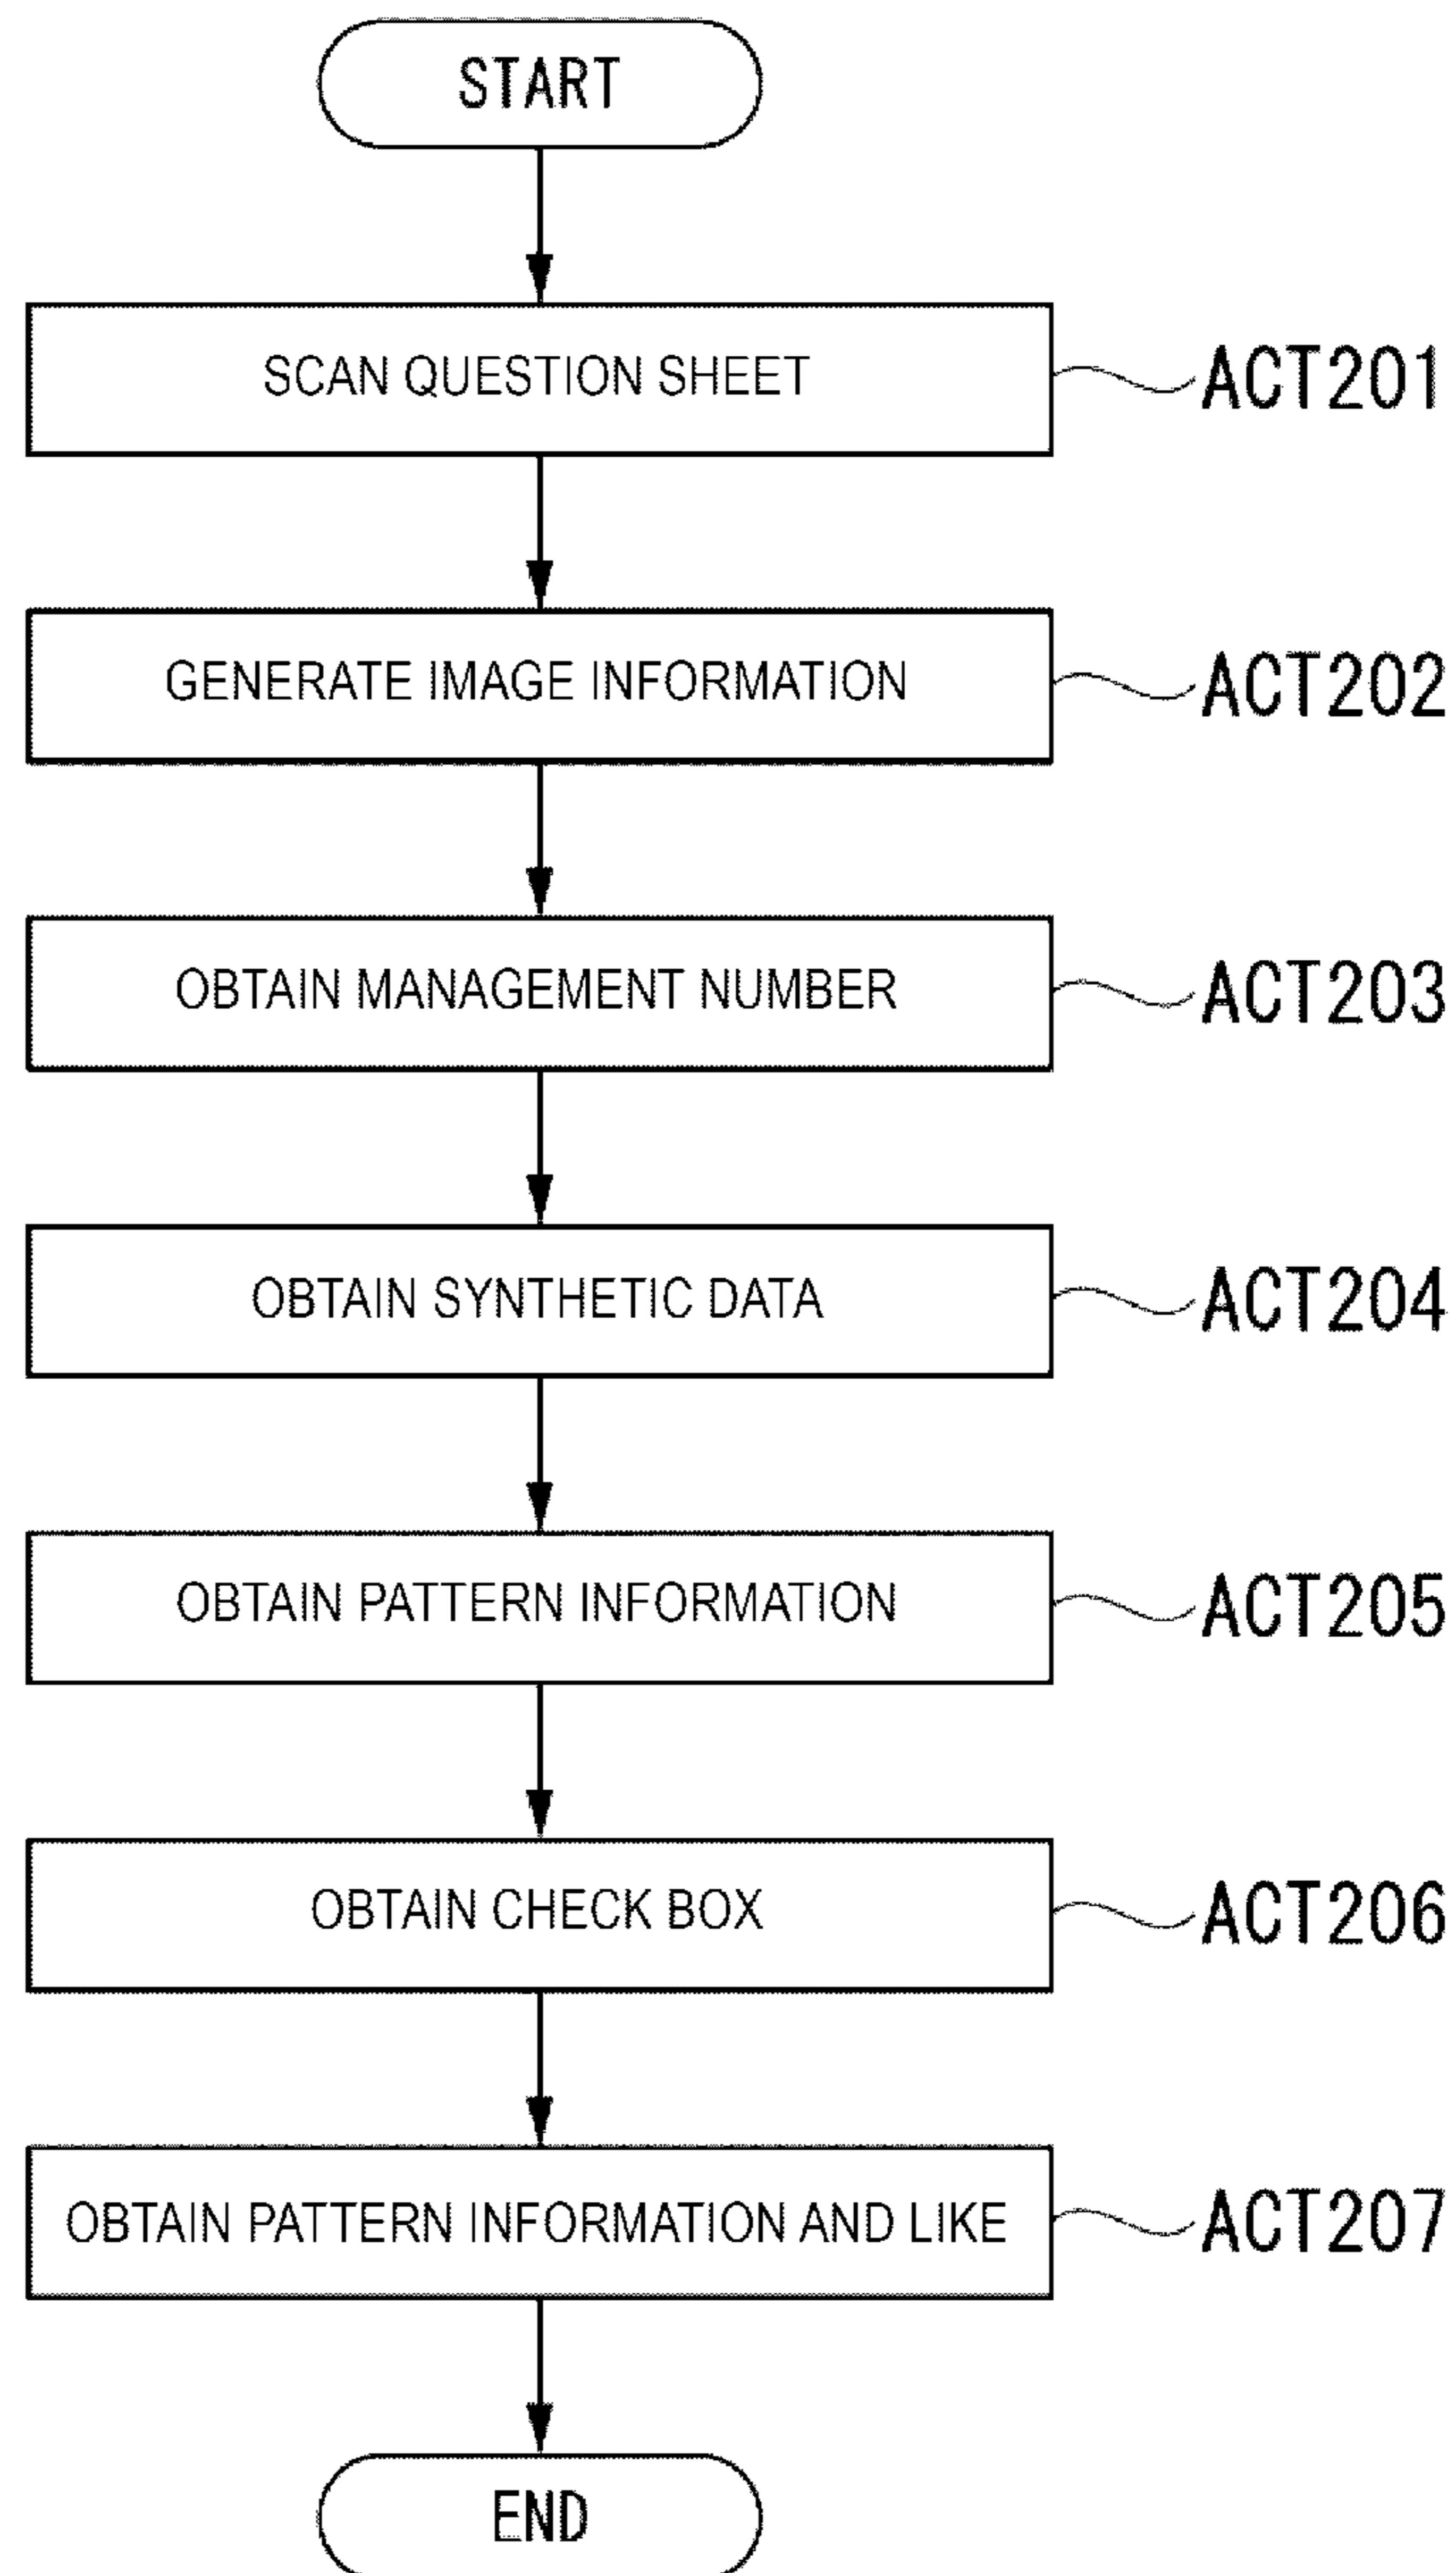 START
SCAN QUESTION SHEET ACT201
GENERATE IMAGE INFORMATION ACT202
OBTAIN MANAGEMENT NUMBER ACT203
OBTAIN SYNTHETIC DATA ACT204
OBTAIN PATTERN INFORMATION ACT205
OBTAIN CHECK BOX ACT206
OBTAIN PATTERN INFORMATION AND LIKE ACT207
END